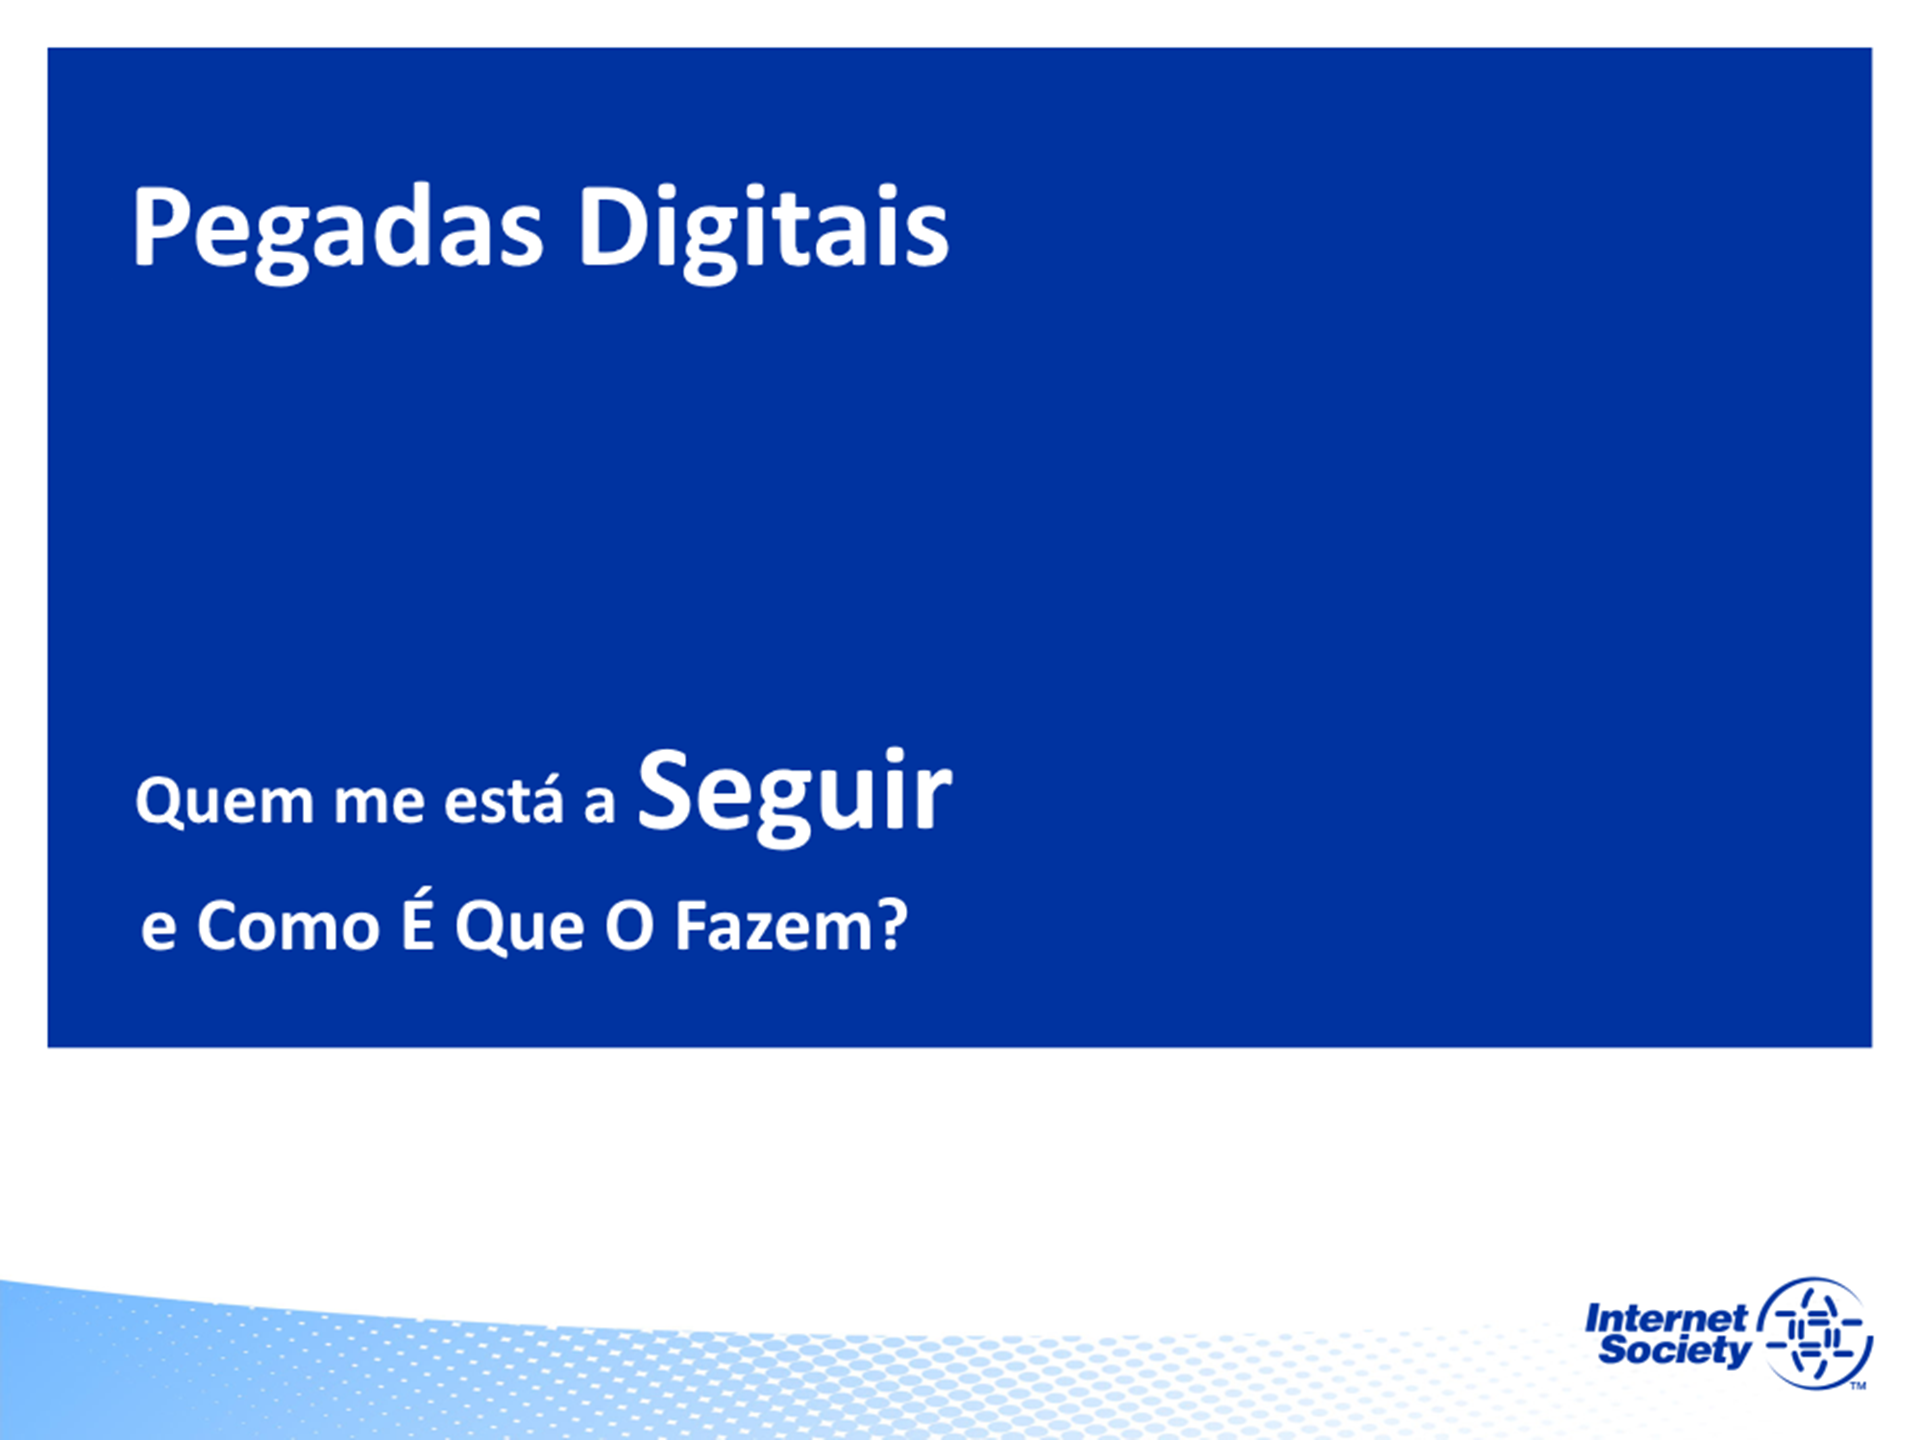 Pegadas Digitais
Quem me está a Seguir
e Como É Que O Fazem?
Internet
Society
TM